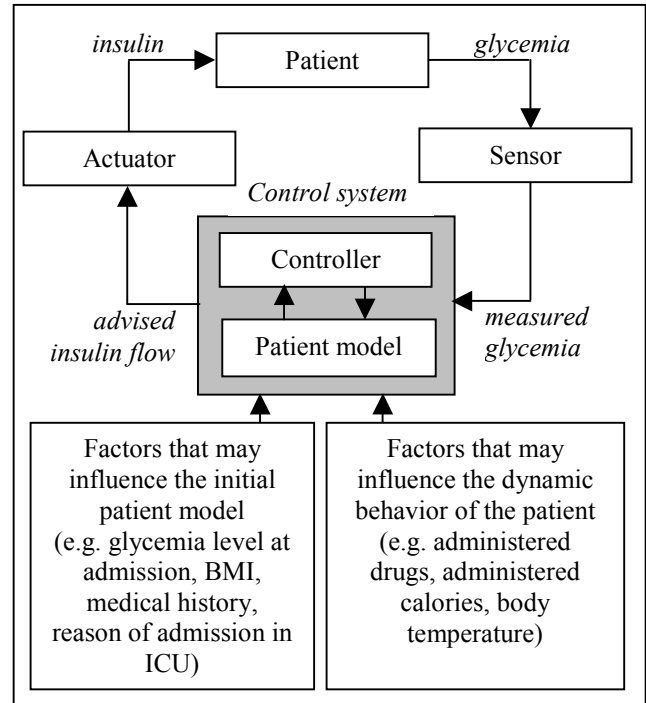 insulin
Patient
glycemia
Actuator
Sensor
Control system
Controller
advised
insulin flow
Patient model
measured
glycemia
Factors that may
influence the initial
patient model
(e.g. glycemia level at
admission, BMI,
medical history,
reason of admission in
ICU)
Factors that may
influence the dynamic
behavior of the patient
(e.g. administered
drugs, administered
calories, body
temperature)